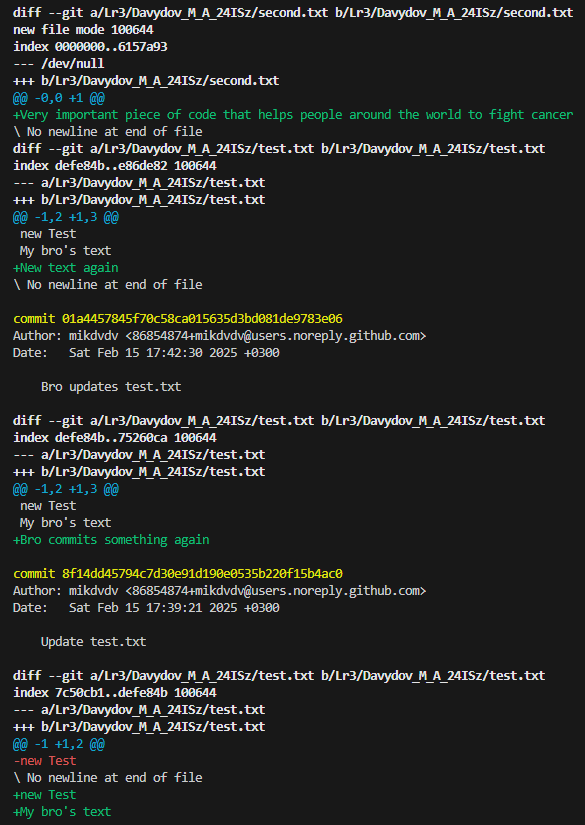 diff --git a/Lr3/Davydov_M_A_24ISz/second.txt b/Lr3/Davydov_M_A_24ISz/second.txt
new file mode 100644
index 0000000..6157a93
--- /dev/null
+++ b/Lr3/Davydov_M_A_24ISz/second.txt
@@ -0,0 +1 @@
+Very important piece of code that helps people around the world to fight cancer
\ No newline at end of file
diff --git a/Lr3/Davydov_M_A_24ISz/test.txt b/Lr3/Davydov_M_A_24ISz/test.txt
index defe84b..e86de82 100644
--- a/Lr3/Davydov_M_A_24ISz/test.txt
+++ b/Lr3/Davydov_M_A_24ISz/test.txt
@@ -1,2 +1,3 @@
 new Test
 My bro's text
+New text again
\ No newline at end of file

commit 01a4457845f70c58ca015635d3bd081de9783e06
Author: mikdvdv <86854874+mikdvdv@users.noreply.github.com>
Date:   Sat Feb 15 17:42:30 2025 +0300

    Bro updates test.txt

diff --git a/Lr3/Davydov_M_A_24ISz/test.txt b/Lr3/Davydov_M_A_24ISz/test.txt
index defe84b..75260ca 100644
--- a/Lr3/Davydov_M_A_24ISz/test.txt
+++ b/Lr3/Davydov_M_A_24ISz/test.txt
@@ -1,2 +1,3 @@
 new Test
 My bro's text
+Bro commits something again

commit 8f14dd45794c7d30e91d190e0535b220f15b4ac0
Author: mikdvdv <86854874+mikdvdv@users.noreply.github.com>
Date:   Sat Feb 15 17:39:21 2025 +0300

    Update test.txt

diff --git a/Lr3/Davydov_M_A_24ISz/test.txt b/Lr3/Davydov_M_A_24ISz/test.txt
index 7c50cb1..defe84b 100644
--- a/Lr3/Davydov_M_A_24ISz/test.txt
+++ b/Lr3/Davydov_M_A_24ISz/test.txt
@@ -1 +1,2 @@
-new Test
\ No newline at end of file
+new Test
+My bro's text